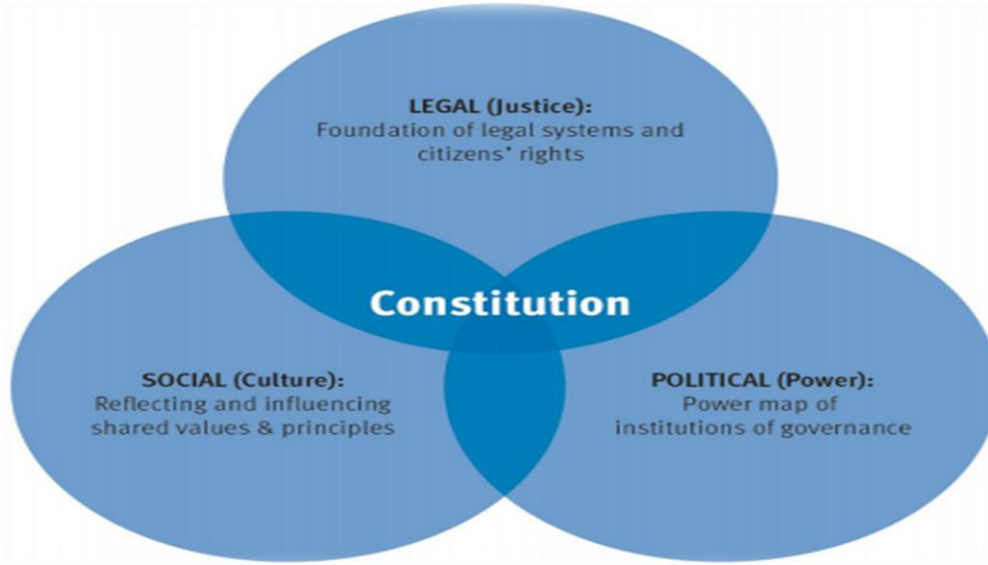 LEGAL (Justice):
Foundation of legal systems and
citizens' rights
Constitution
SOCIAL (Culture):
Reflecting and influencing
shared values & principles
POLITICAL (Power):
Power map of
institutions of governance